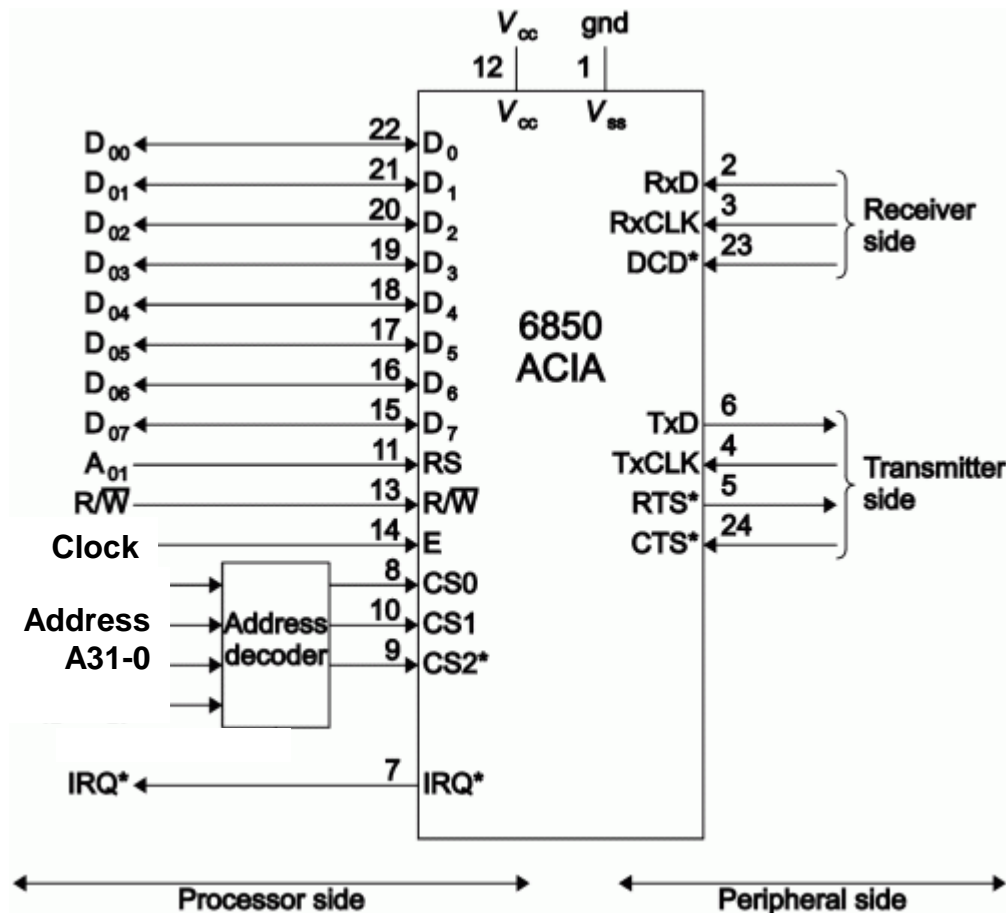 Vcc gnd
12 1
Vcc Vss
D00 22 D0
D01 21 D1
D02 20 D2
D03 19 D3
D04 18 D4
D05 17 D5
D06 16 D6
D07 15 D7
A01 11 RS
R/W̅ 13 R/W̅
Clock 14 E
8 CS0
Address 10 CS1
A31-0 9 CS2*
Address
decoder
IRQ* 7 IRQ*
6850
ACIA
RxD 2
RxCLK 3
DCD* 23
Receiver
side
TxD 6
TxCLK 4
RTS* 5
CTS* 24
Transmitter
side
Processor side
Peripheral side